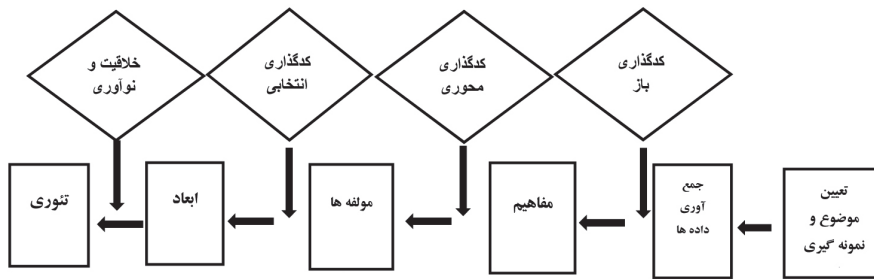 کدگذاری
باز
کدگذاری
محوری
کدگذاری
انتخابی
خلاقیت و
نوآوری
تعیین
موضوع و
نمونه گیری
جمع
آوری
داده ها
مفاهیم
مولفه ها
ابعاد
تئوری